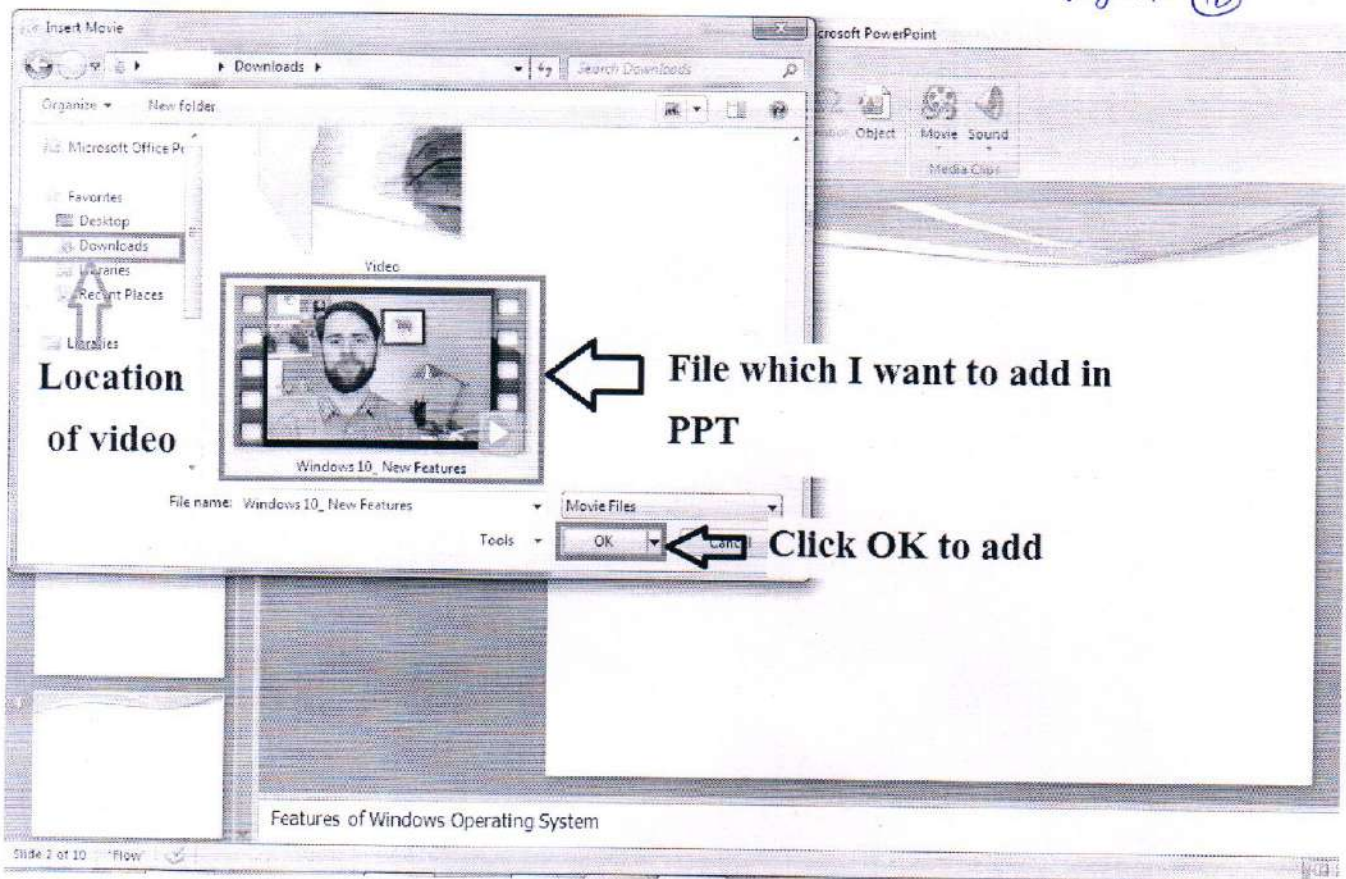 Insert Movie
crosoft PowerPoint
Downloads
Search Downloads
Organize
New folder
Object
Movie
Sound
Media Clips
Microsoft Office P
Favorites
Desktop
Downloads
Libraries
Recent Places
Libraries
Video
Location
of video
File which I want to add in
PPT
Windows 10_ New Features
File name:
Windows 10_ New Features
Movie Files
Tools
OK
Cancel
Click OK to add
Features of Windows Operating System
Slide 2 of 10
"Flow"